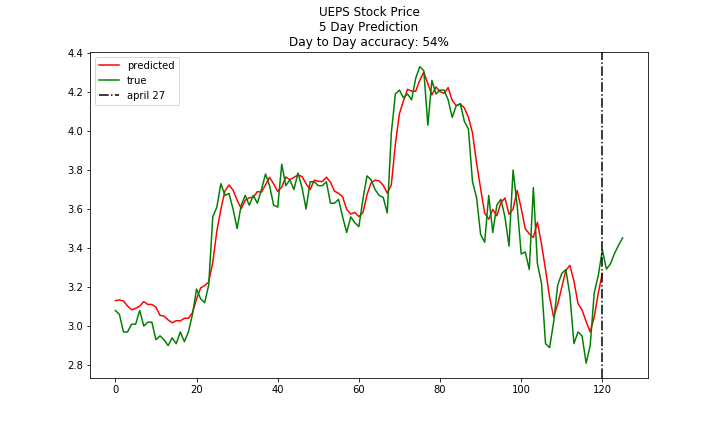 UEPS Stock Price
5 Day Prediction
Day to Day accuracy: 54%
predicted
true
april 27
4.4
4.2
4.0
3.8
3.6
3.4
3.2
3.0
2.8
0 20 40 60 80 100 120